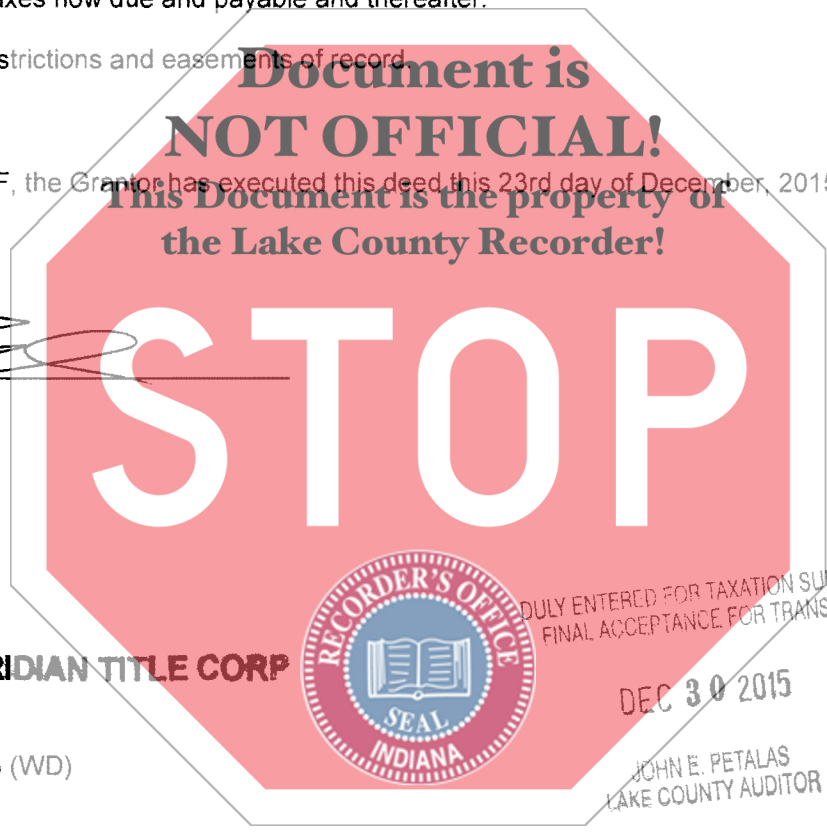 axes now due and payable and thereafter.
strictions and easements of record.
Document is
NOT OFFICIAL!
F, the Grantor has executed this deed this 23rd day of December, 2015
This Document is the property of
the Lake County Recorder!
STOP
RECORDER'S OFFICE
SEAL
INDIANA
DULY ENTERED FOR TAXATION SU
FINAL ACCEPTANCE FOR TRANS
RIDIAN TITLE CORP
DEC 30 2015
(WD)
JOHN E. PETALAS
LAKE COUNTY AUDITOR